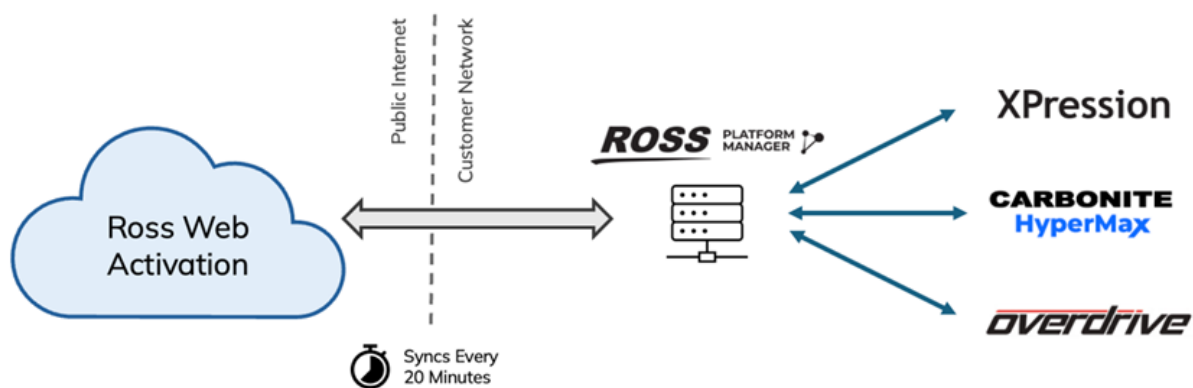 Public Internet
Customer Network
Ross Web
Activation
Syncs Every
20 Minutes
ROSS PLATFORM
MANAGER
XPression
CARBONITE
HyperMax
overdrive